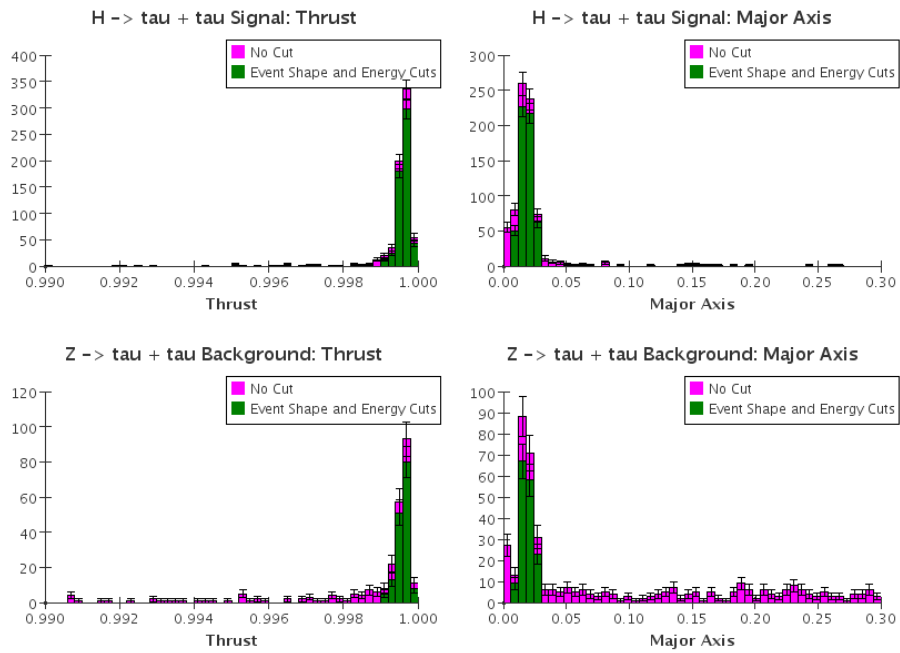 H -> tau + tau Signal: Thrust
No Cut
Event Shape and Energy Cuts
400
350
300
250
200
150
100
50
0
0.990 0.992 0.994 0.996 0.998 1.000
Thrust
H -> tau + tau Signal: Major Axis
No Cut
Event Shape and Energy Cuts
300
250
200
150
100
50
0
0.00 0.05 0.10 0.15 0.20 0.25 0.30
Major Axis
Z -> tau + tau Background: Thrust
No Cut
Event Shape and Energy Cuts
120
100
80
60
40
20
0
0.990 0.992 0.994 0.996 0.998 1.000
Thrust
Z -> tau + tau Background: Major Axis
No Cut
Event Shape and Energy Cuts
100
90
80
70
60
50
40
30
20
10
0
0.00 0.05 0.10 0.15 0.20 0.25 0.30
Major Axis